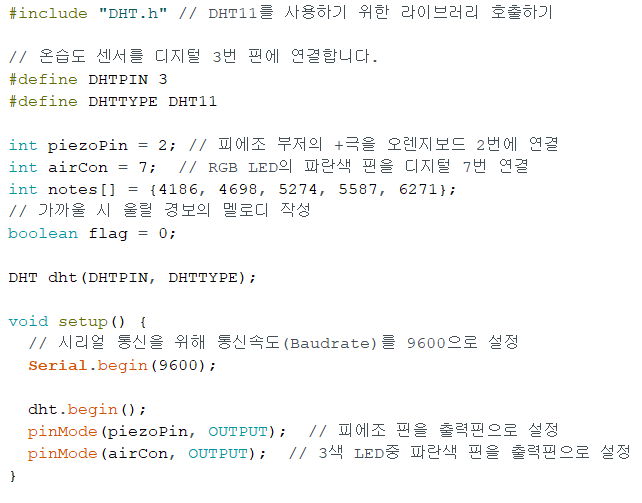 #include "DHT.h" // DHT11를 사용하기 위한 라이브러리 호출하기
// 온습도 센서를 디지털 3번 핀에 연결합니다.
#define DHTPIN 3
#define DHTTYPE DHT11
int piezoPin = 2; // 피에조 부저의 +극을 오렌지보드 2번에 연결
int airCon = 7;  // RGB LED의 파란색 핀을 디지털 7번 연결
int notes[] = {4186, 4698, 5274, 5587, 6271};
// 가까울 시 울릴 경보의 멜로디 작성
boolean flag = 0;
DHT dht(DHTPIN, DHTTYPE);
void setup() {
  // 시리얼 통신을 위해 통신속도(Baudrate)를 9600으로 설정
  Serial.begin(9600);
  dht.begin();
  pinMode(piezoPin, OUTPUT);  // 피에조 핀을 출력핀으로 설정
  pinMode(airCon, OUTPUT);  // 3색 LED중 파란색 핀을 출력핀으로 설정
}